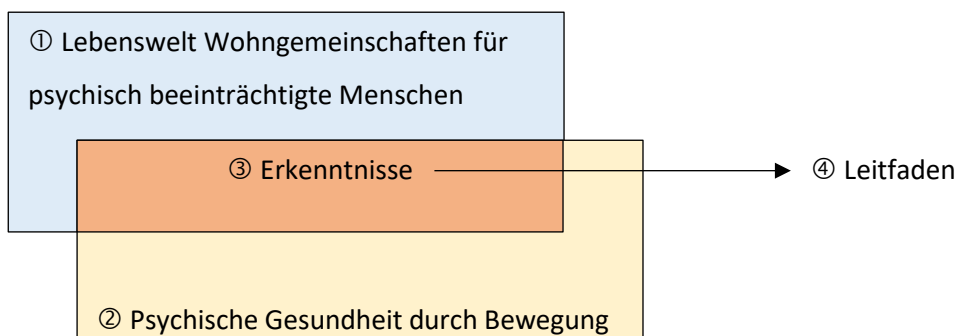 ① Lebenswelt Wohngemeinschaften für
psychisch beeinträchtigte Menschen
③ Erkenntnisse
④ Leitfaden
② Psychische Gesundheit durch Bewegung